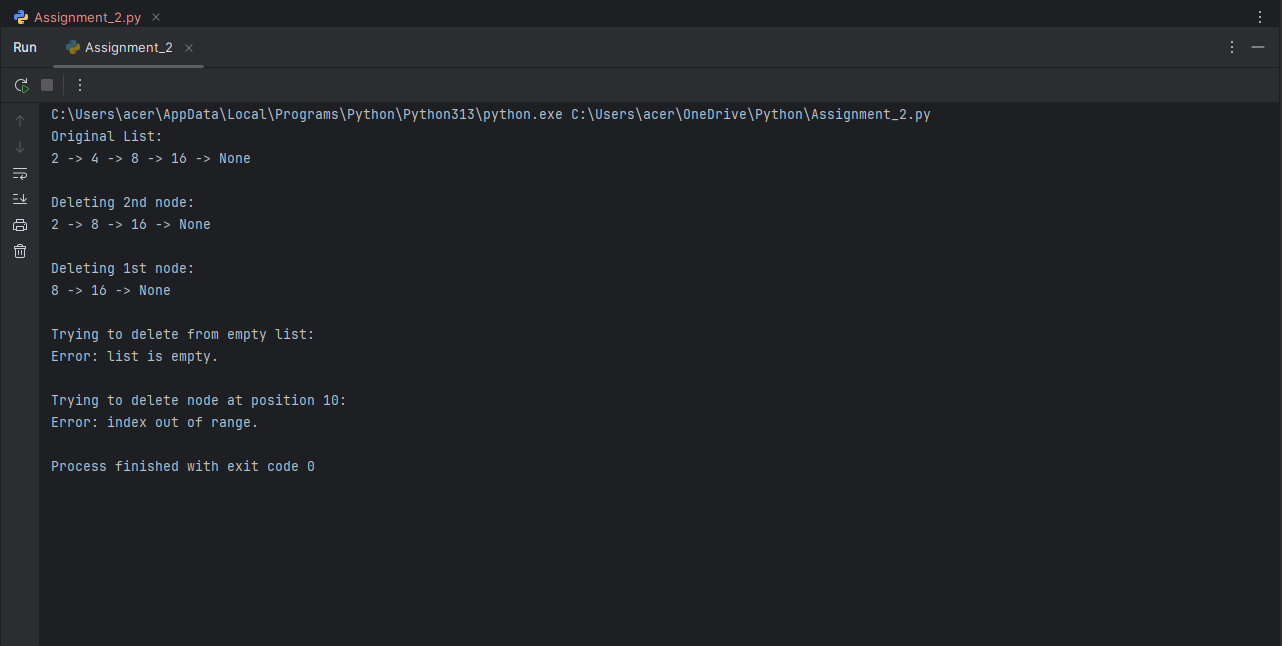 Assignment_2.py
Run Assignment_2
C:\Users\acer\AppData\Local\Programs\Python\Python313\python.exe C:\Users\acer\OneDrive\Python\Assignment_2.py
Original List:
2 -> 4 -> 8 -> 16 -> None
Deleting 2nd node:
2 -> 8 -> 16 -> None
Deleting 1st node:
8 -> 16 -> None
Trying to delete from empty list:
Error: list is empty.
Trying to delete node at position 10:
Error: index out of range.
Process finished with exit code 0